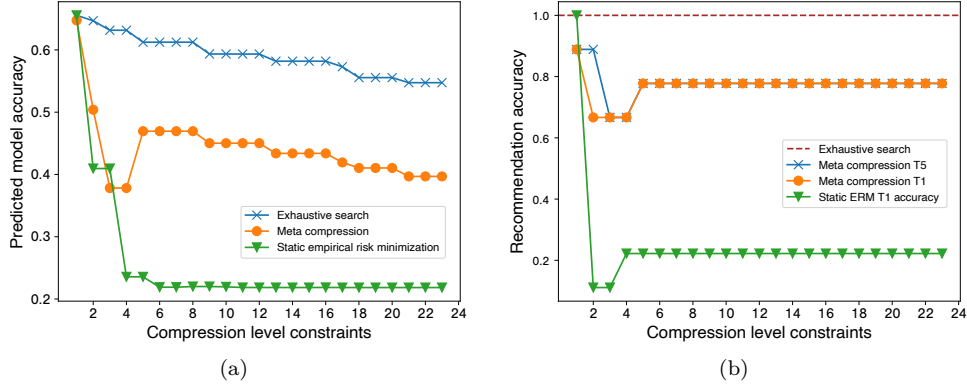 Predicted model accuracy
0.6
0.5
0.4
0.3
0.2
Exhaustive search
Meta compression
Static empirical risk minimization
2 4 6 8 10 12 14 16 18 20 22 24
Compression level constraints
(a)
Recommendation accuracy
1.0
0.8
0.6
0.4
0.2
Exhaustive search
Meta compression T5
Meta compression T1
Static ERM T1 accuracy
2 4 6 8 10 12 14 16 18 20 22 24
Compression level constraints
(b)